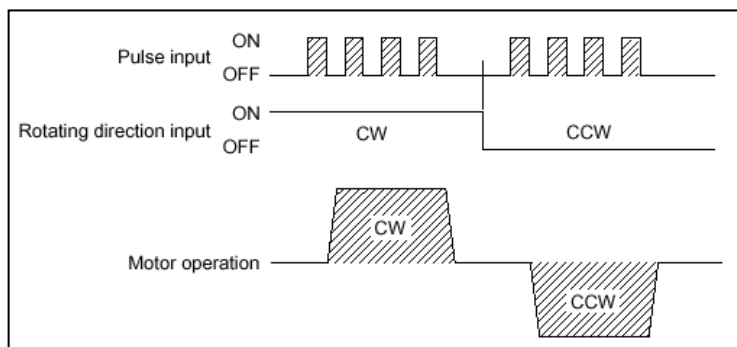 ON
Pulse input
OFF
ON
Rotating direction input
CW
CCW
OFF
CW
Motor operation
CCW